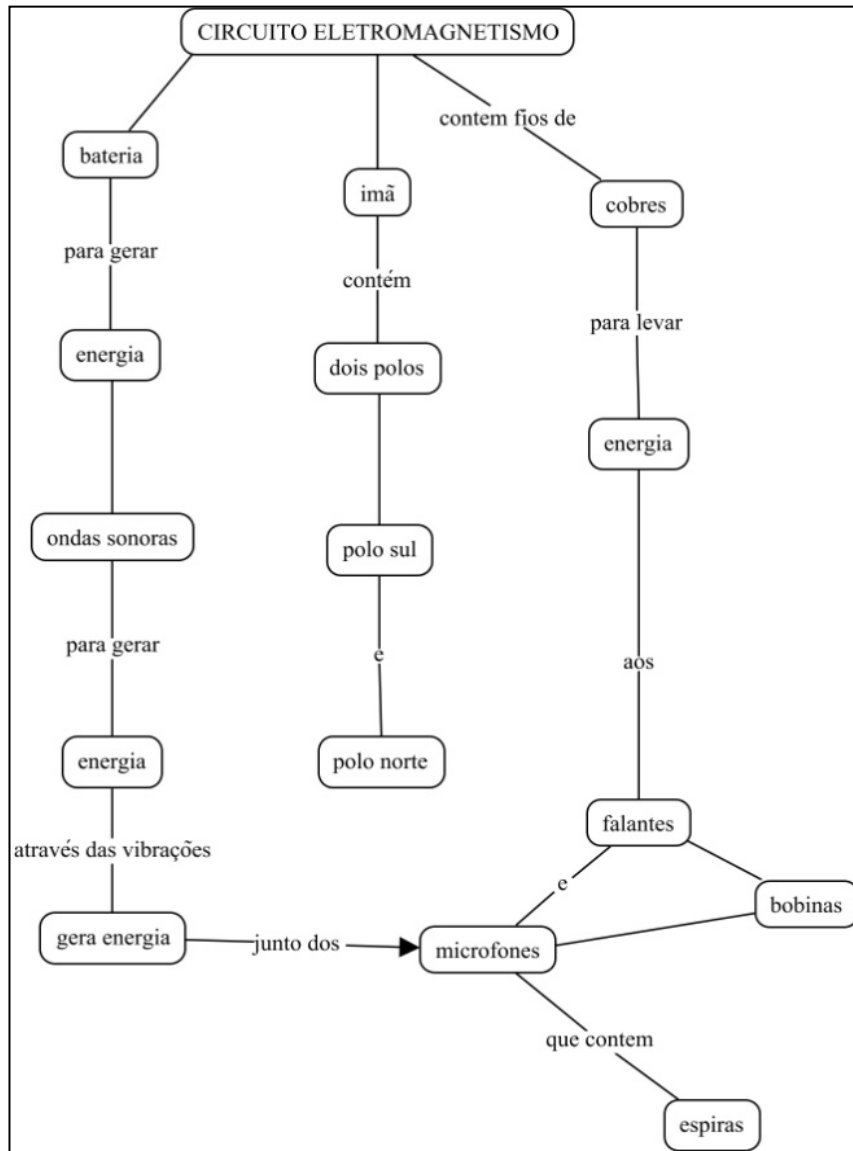 CIRCUITO ELETROMAGNETISMO
contem fios de
bateria
imã
cobres
para gerar
contém
para levar
energia
dois polos
energia
ondas sonoras
polo sul
para gerar
e
aos
energia
polo norte
falantes
através das vibrações
e
bobinas
gera energia
junto dos
microfones
que contem
espiras